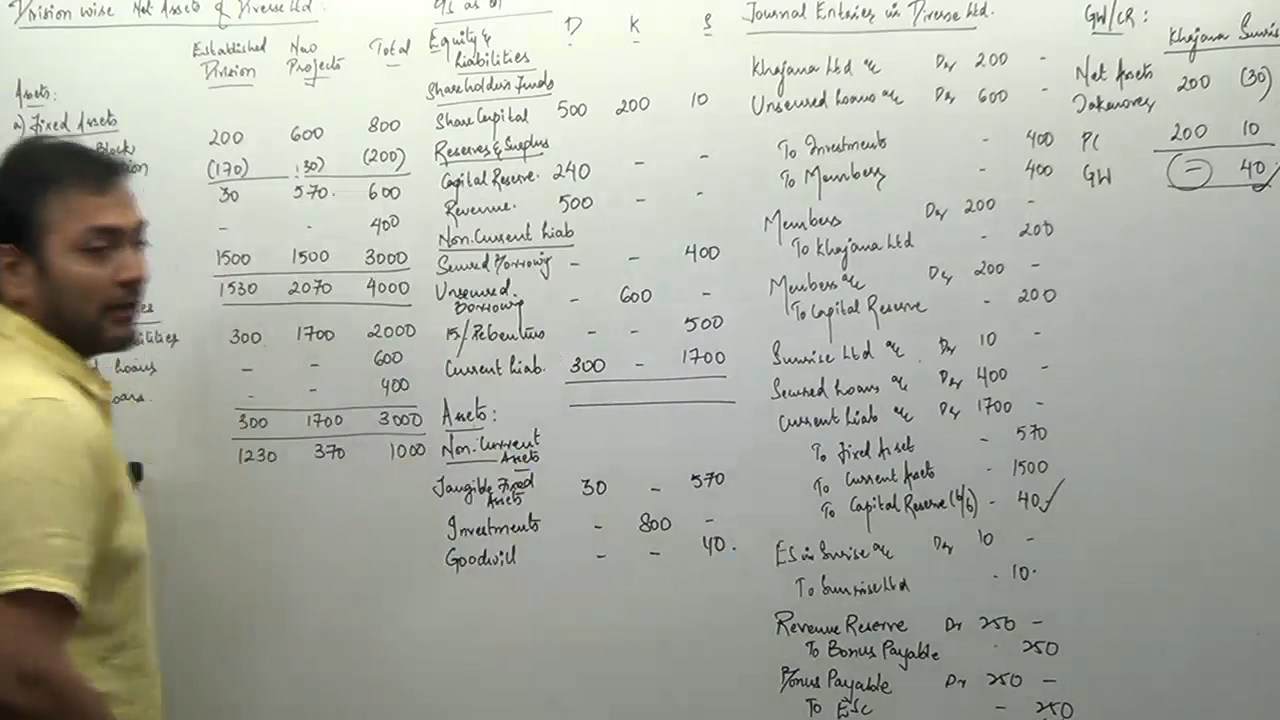 Division wise Net Assets of Diverse Ltd.
Established Division
New Projects
Total
Assets:
a) Fixed Assets
Block 200 600 800
(170) (30) (200)
30 570 600
- - 400
1500 1500 3000
1530 2070 4000
300 1700 2000
Loans - - 600
- - 400
300 1700 3000
1230 370 1000
D K S
Equity & Liabilities
Shareholders Funds
Share Capital 500 200 10
Reserves & Surplus
Capital Reserve. 240 - -
Revenue. 500 - -
Non-Current Liab
Secured Borrowing - - 400
Unsecured Borrowing - 600 -
15% Debentures - - 500
Current Liab. 300 - 1700
Assets:
Non-Current Assets
Tangible Fixed Assets 30 - 570
Investments - 800 -
Goodwill - - 40.
Journal Entries in Diverse Ltd.
Khajana Ltd a/c Dr 200 -
Unsecured Loans a/c Dr 600 -
To Investments - 400
To Members - 400
Members Dr 200 -
To Khajana Ltd - 200
Members a/c Dr 200 -
To Capital Reserve - 200
Sunrise Ltd a/c Dr 10 -
Secured Loans a/c Dr 400 -
Current Liab a/c Dr 1700 -
To Fixed Asset - 570
To Current Assets - 1500
To Capital Reserve (b/f) - 40 ✓
ES in Sunrise a/c Dr 10 -
To Sunrise Ltd - 10
Revenue Reserve Dr 250 -
To Bonus Payable - 250
Bonus Payable Dr 250 -
To ESC - 250
GW/CR:
Khajana Sunris
Net Assets Takenover 200 (30)
PC 200 10
GW - 40 ✓